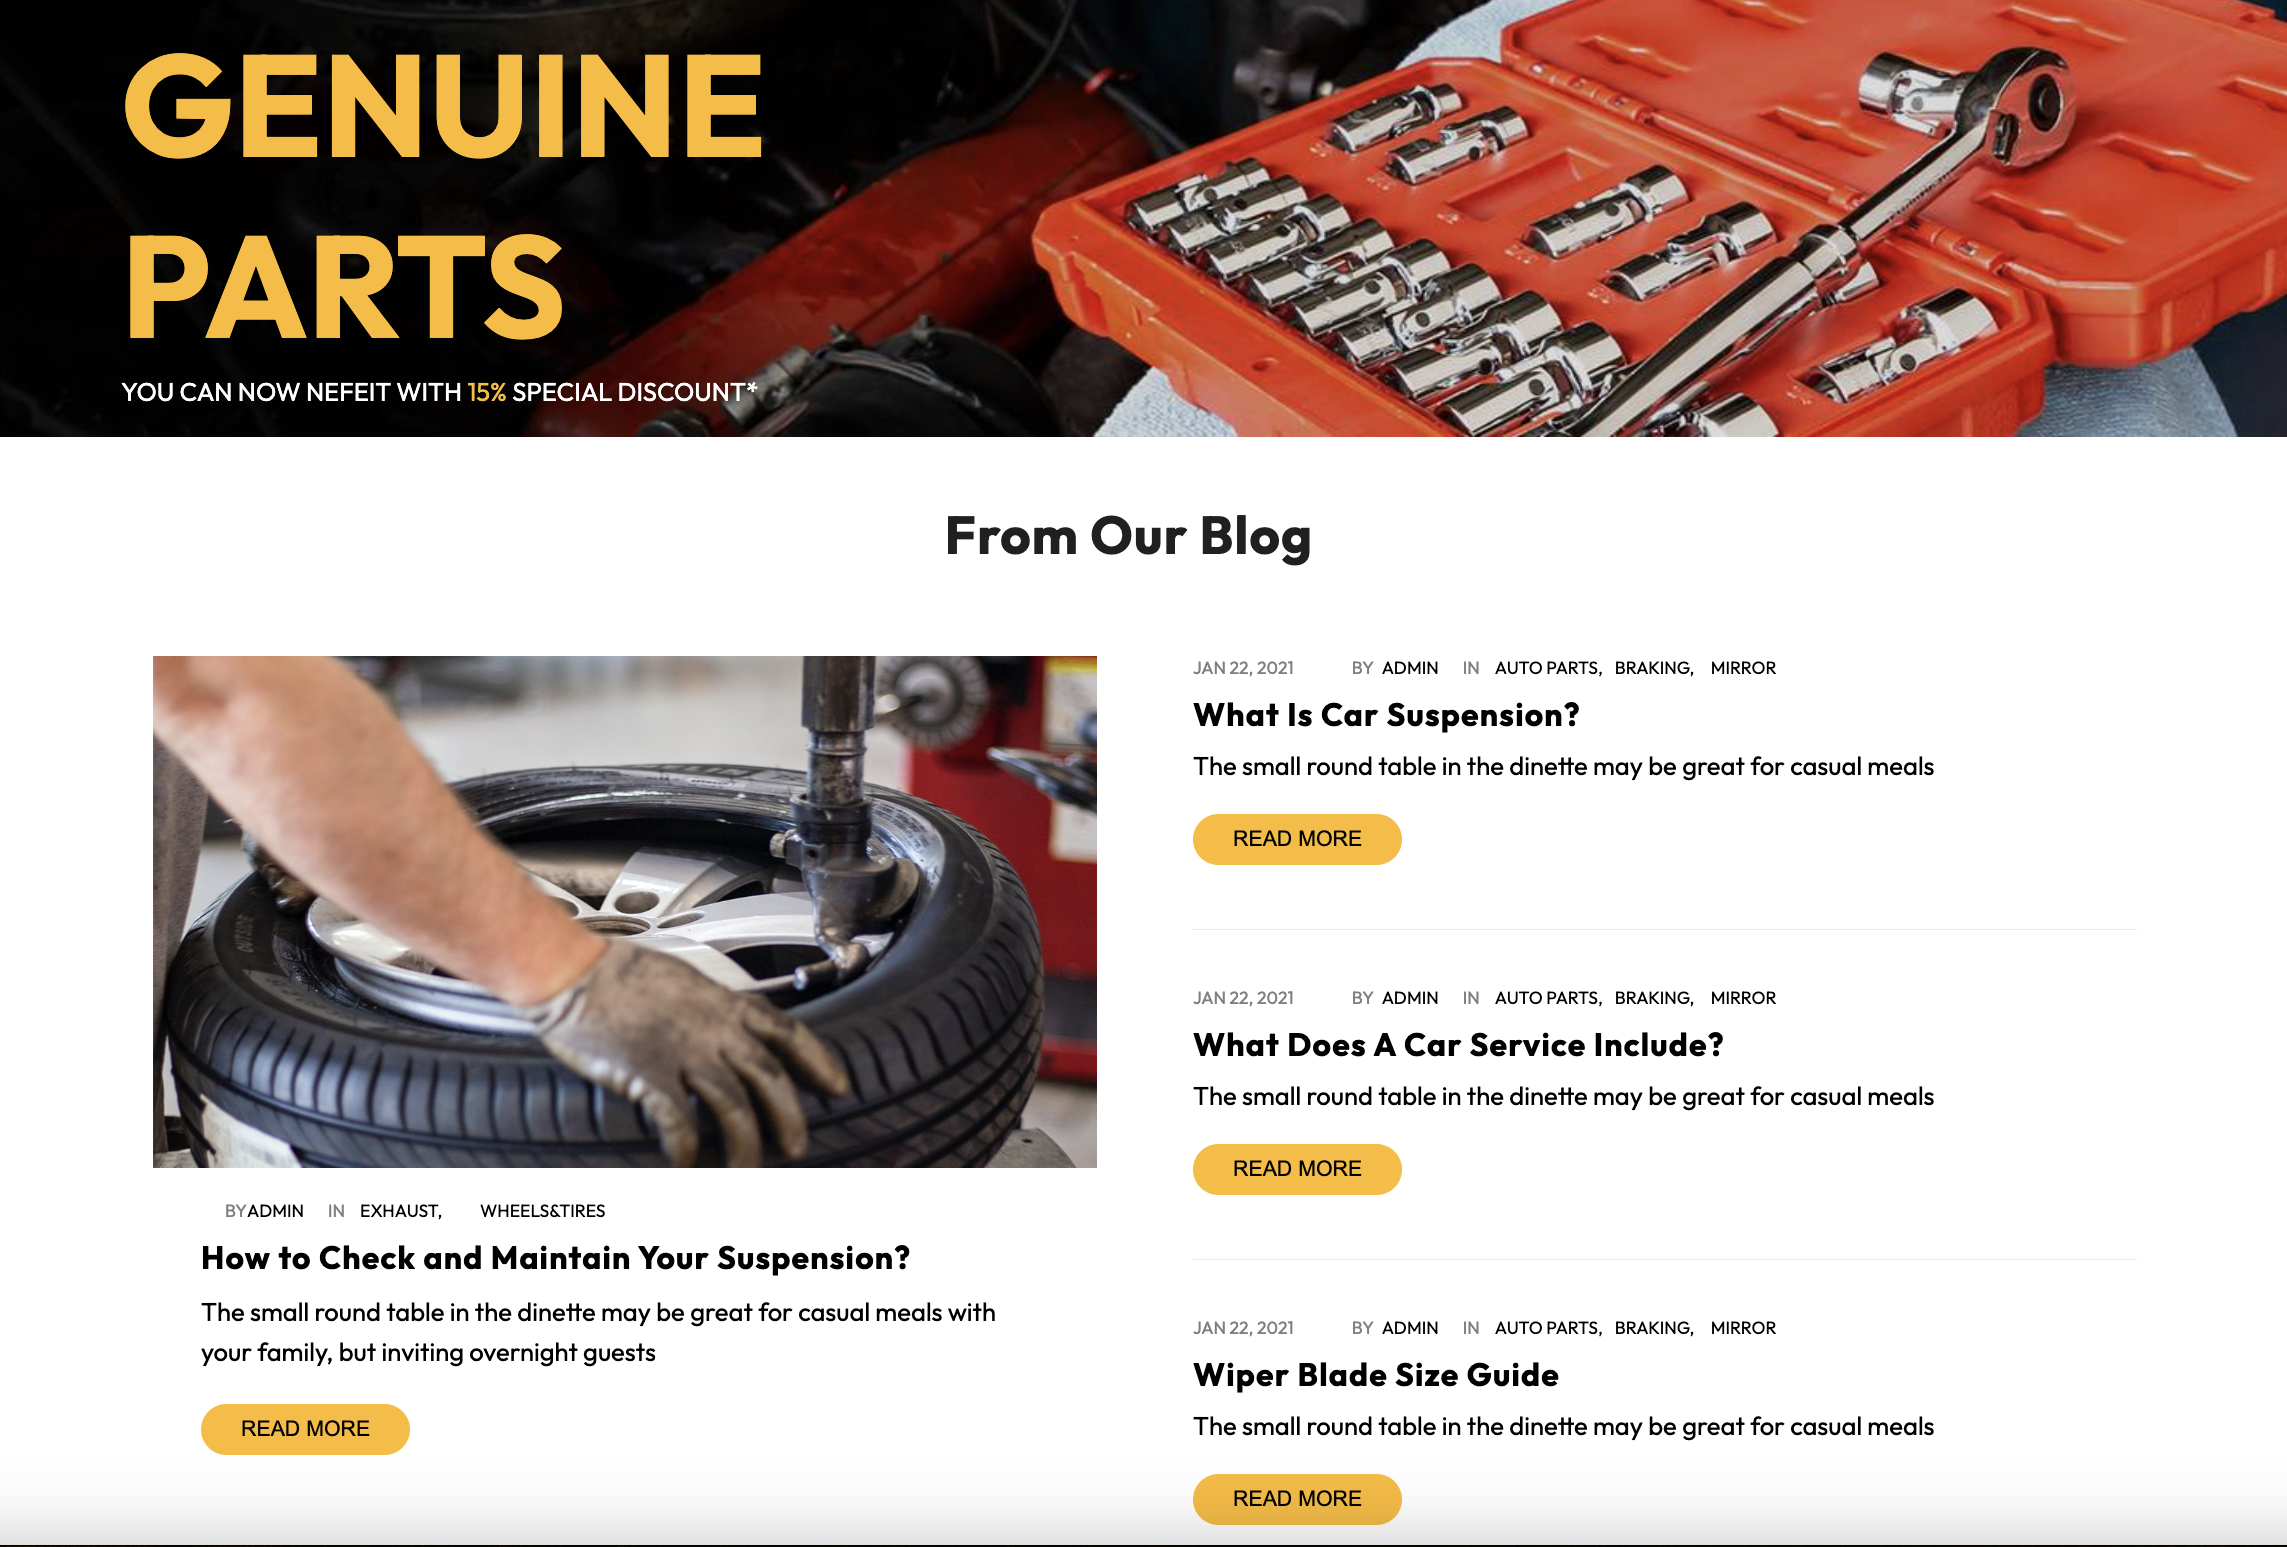 GENUINE
PARTS
YOU CAN NOW NEFEIT WITH 15% SPECIAL DISCOUNT*
From Our Blog
BYADMIN IN EXHAUST, WHEELS&TIRES
How to Check and Maintain Your Suspension?
The small round table in the dinette may be great for casual meals with
your family, but inviting overnight guests
READ MORE
JAN 22, 2021 BY ADMIN IN AUTO PARTS, BRAKING, MIRROR
What Is Car Suspension?
The small round table in the dinette may be great for casual meals
READ MORE
JAN 22, 2021 BY ADMIN IN AUTO PARTS, BRAKING, MIRROR
What Does A Car Service Include?
The small round table in the dinette may be great for casual meals
READ MORE
JAN 22, 2021 BY ADMIN IN AUTO PARTS, BRAKING, MIRROR
Wiper Blade Size Guide
The small round table in the dinette may be great for casual meals
READ MORE